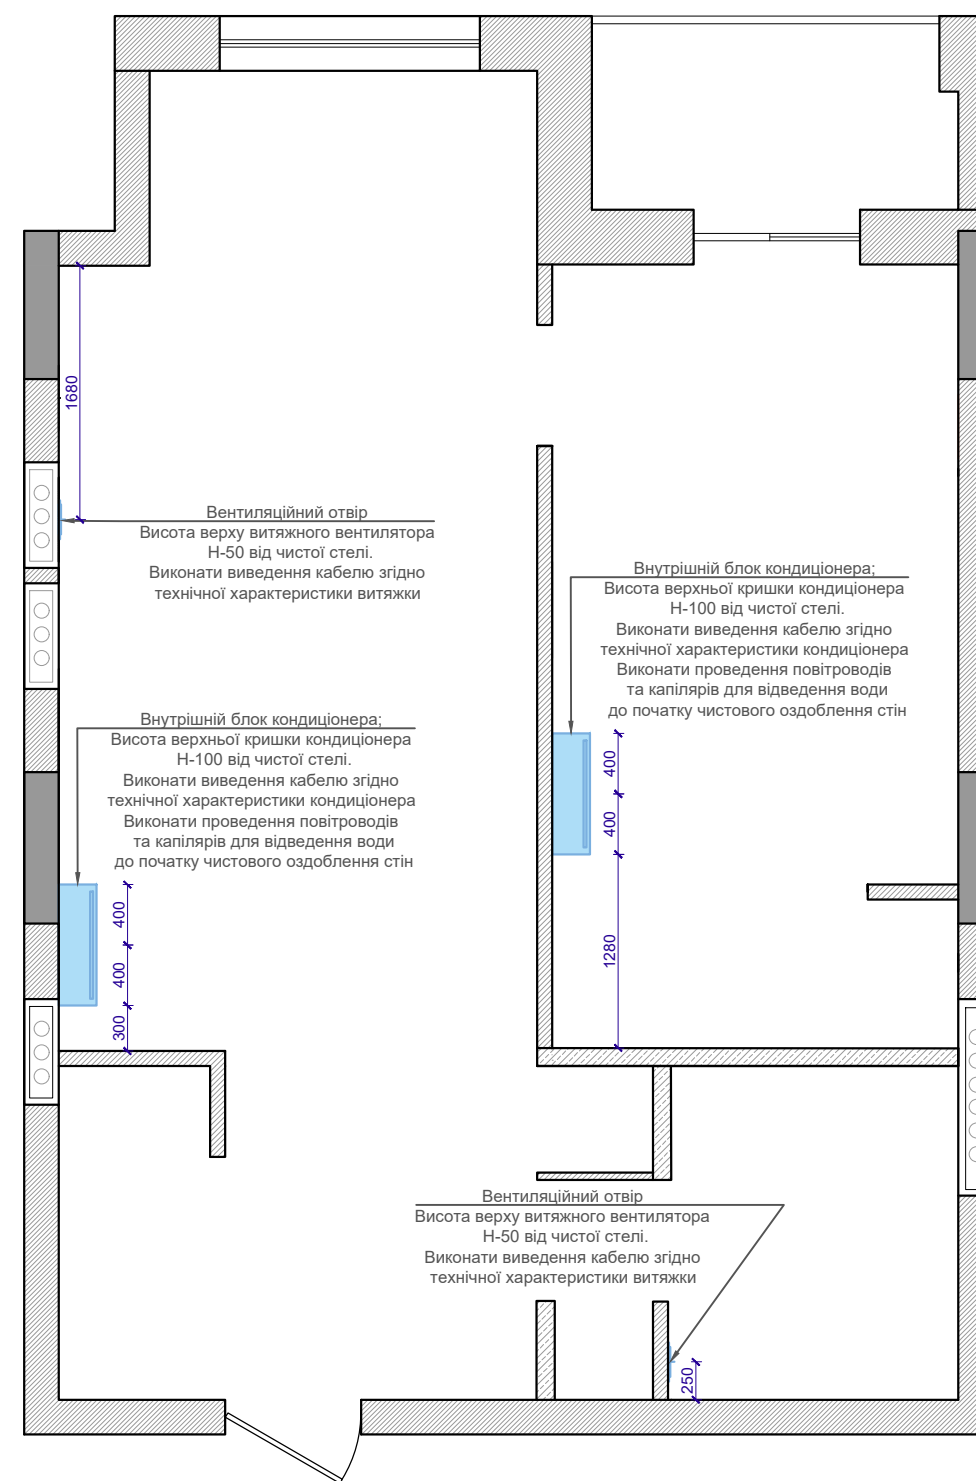 1680
Вентиляційний отвір
Висота верху витяжного вентилятора
Н-50 від чистої стелі.
Виконати виведення кабелю згідно
технічної характеристики витяжки
Внутрішній блок кондиціонера;
Висота верхньої кришки кондиціонера
Н-100 від чистої стелі.
Виконати виведення кабелю згідно
технічної характеристики кондиціонера
Виконати проведення повітроводів
та капілярів для відведення води
до початку чистового оздоблення стін
400
400
1280
Внутрішній блок кондиціонера;
Висота верхньої кришки кондиціонера
Н-100 від чистої стелі.
Виконати виведення кабелю згідно
технічної характеристики кондиціонера
Виконати проведення повітроводів
та капілярів для відведення води
до початку чистового оздоблення стін
400
400
300
Вентиляційний отвір
Висота верху витяжного вентилятора
Н-50 від чистої стелі.
Виконати виведення кабелю згідно
технічної характеристики витяжки
250